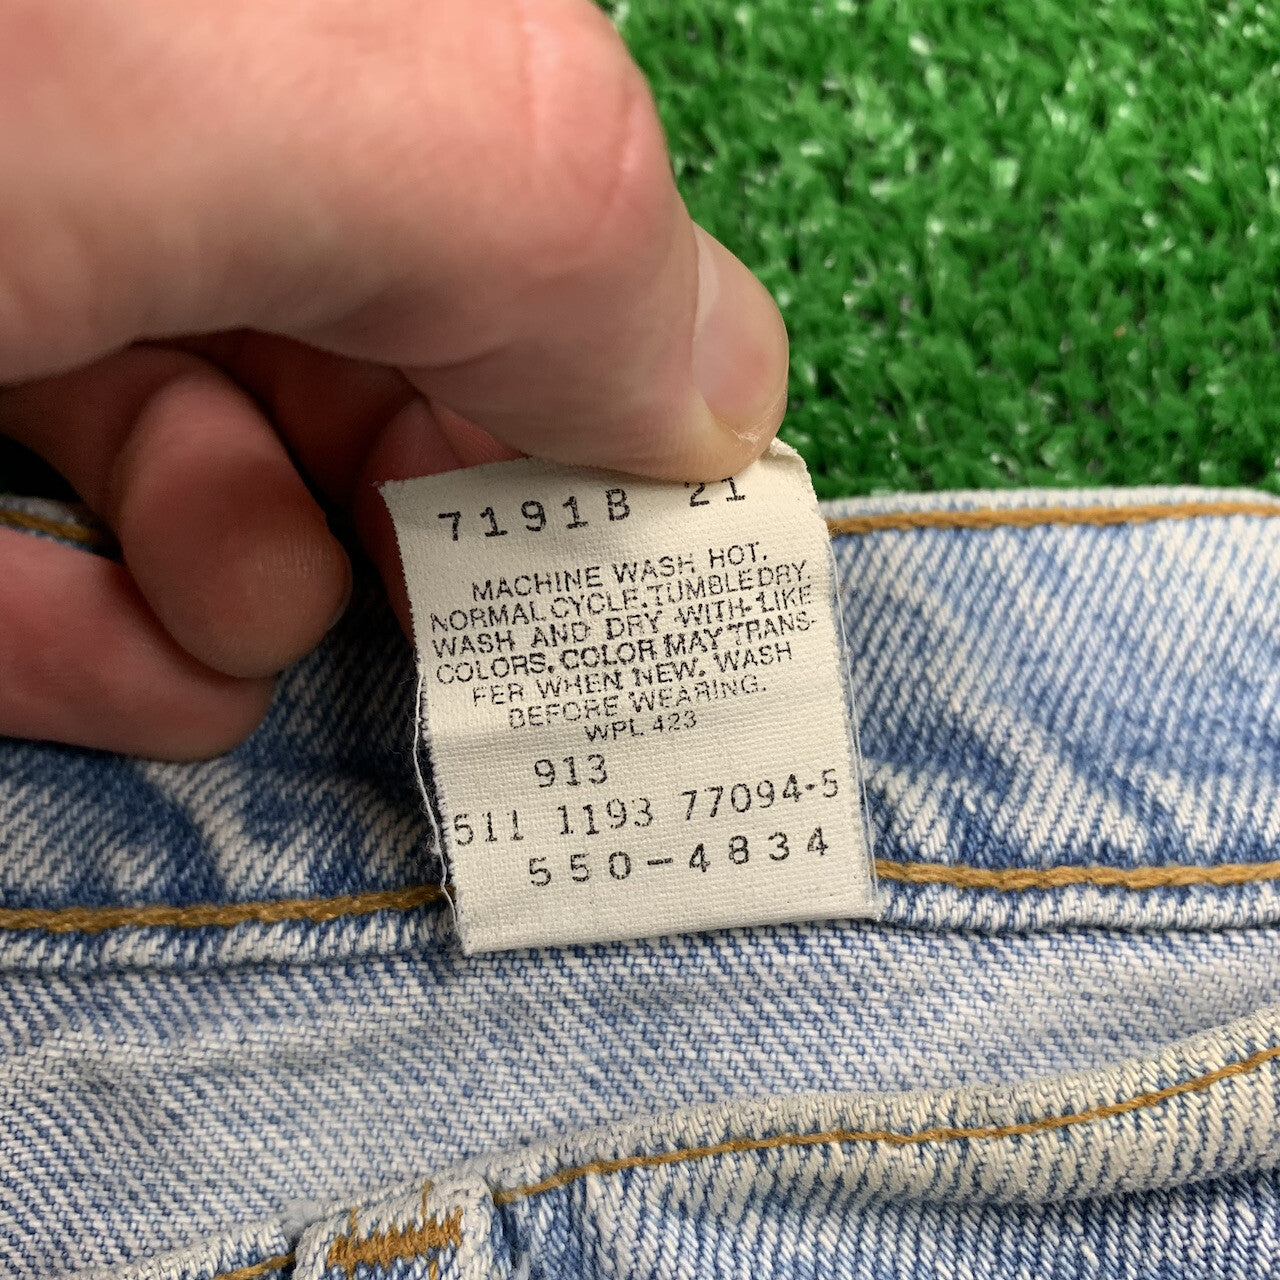 7191B 21
MACHINE WASH HOT,
NORMAL CYCLE. TUMBLE DRY.
WASH AND DRY WITH LIKE
COLORS. COLOR MAY TRANS-
FER WHEN NEW. WASH
BEFORE WEARING.
WPL 423
913
511 1193 77094-5
550-4834